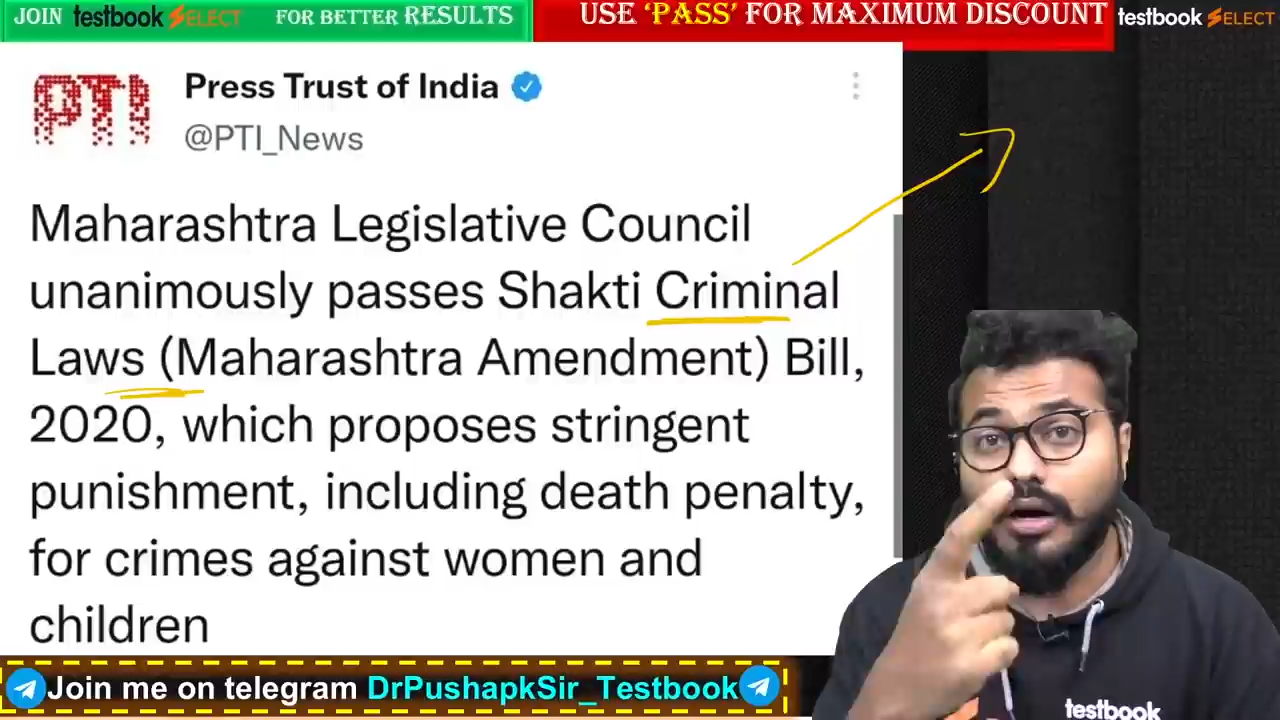 JOIN testbook SELECT FOR BETTER RESULTS
USE ‘PASS’ FOR MAXIMUM DISCOUNT testbook SELECT
PTI
Press Trust of India
@PTI_News
Maharashtra Legislative Council
unanimously passes Shakti Criminal
Laws (Maharashtra Amendment) Bill,
2020, which proposes stringent
punishment, including death penalty,
for crimes against women and
children
Join me on telegram DrPushapkSir_Testbook
testbook